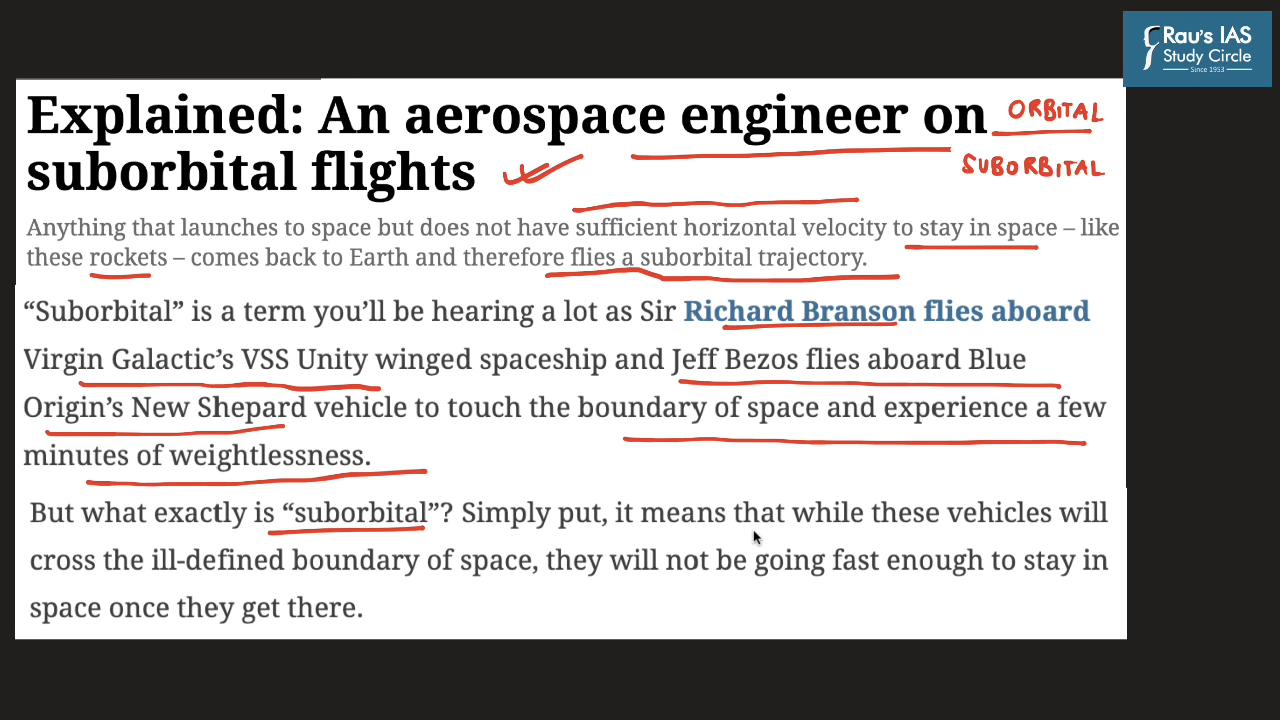 Rau's IAS
Study Circle
Since 1953
Explained: An aerospace engineer on ORBITAL
suborbital flights SUBORBITAL
Anything that launches to space but does not have sufficient horizontal velocity to stay in space – like
these rockets – comes back to Earth and therefore flies a suborbital trajectory.
“Suborbital” is a term you’ll be hearing a lot as Sir Richard Branson flies aboard
Virgin Galactic’s VSS Unity winged spaceship and Jeff Bezos flies aboard Blue
Origin’s New Shepard vehicle to touch the boundary of space and experience a few
minutes of weightlessness.
But what exactly is “suborbital”? Simply put, it means that while these vehicles will
cross the ill-defined boundary of space, they will not be going fast enough to stay in
space once they get there.